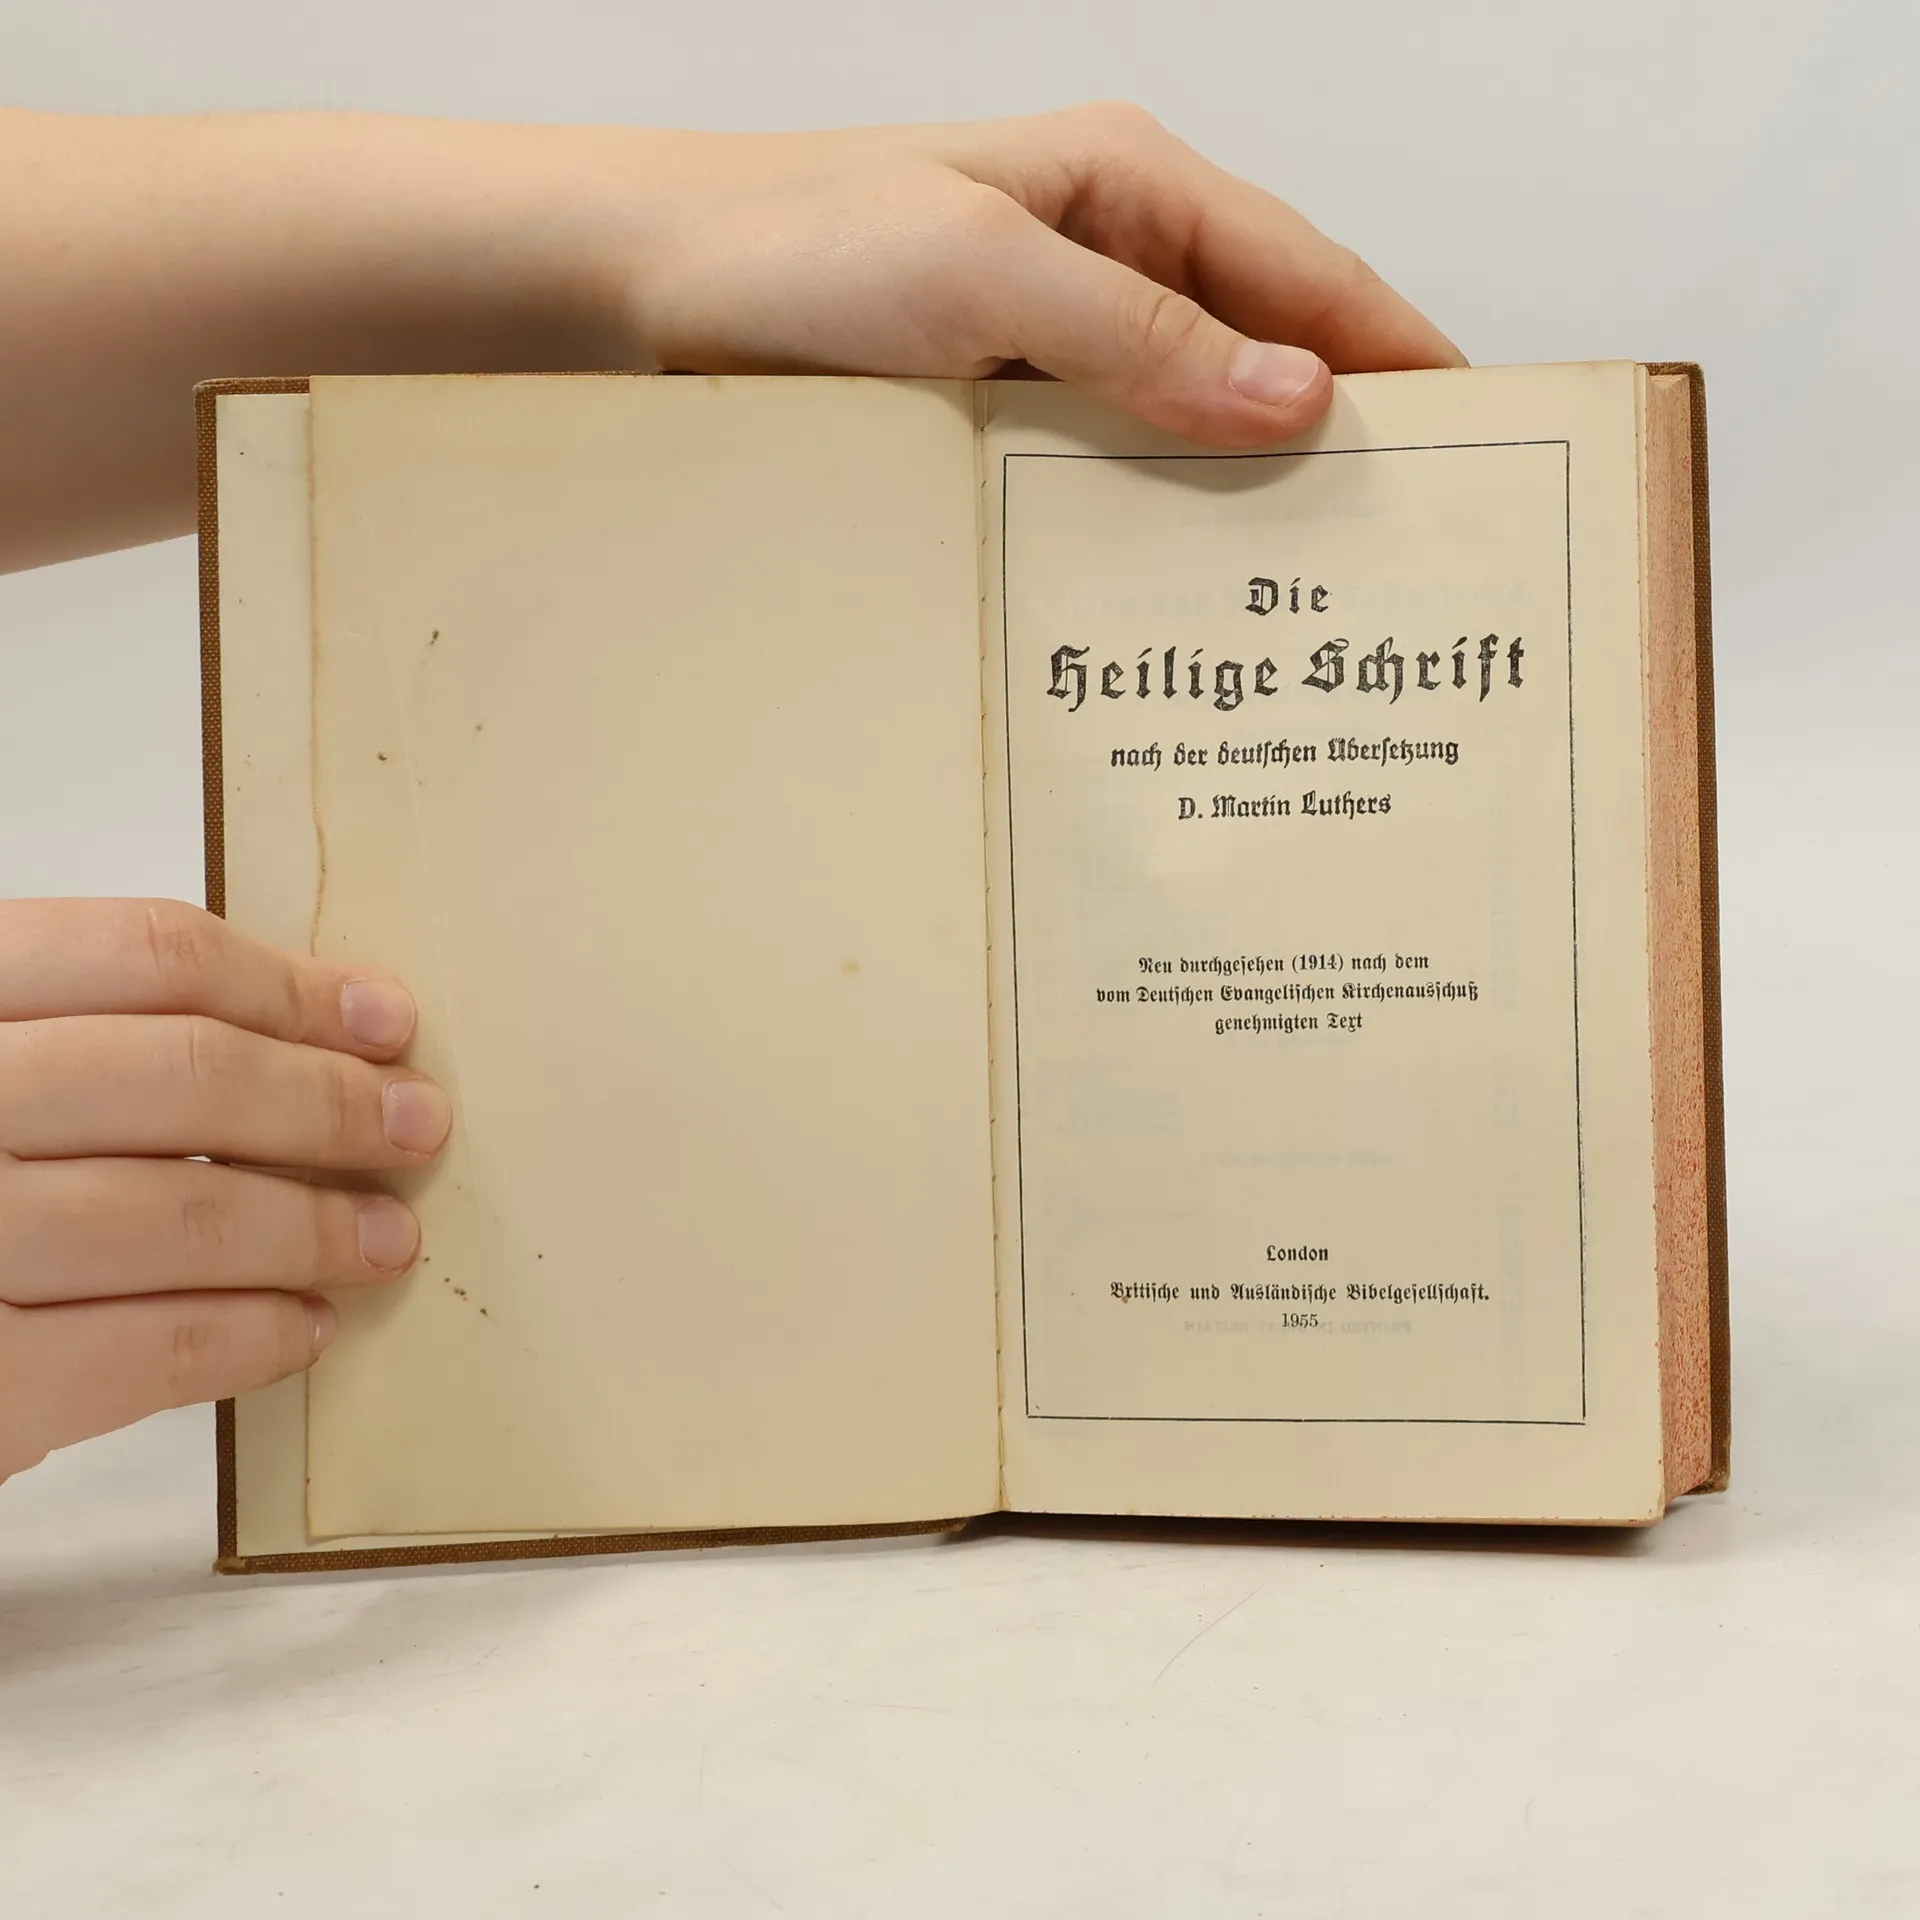 Die
Heilige Schrift
nach der deutschen Übersetzung
D. Martin Luthers
Neu durchgesehen (1914) nach dem
vom Deutschen Evangelischen Kirchenausschuß
genehmigten Text
London
Britische und Ausländische Bibelgesellschaft.
1955